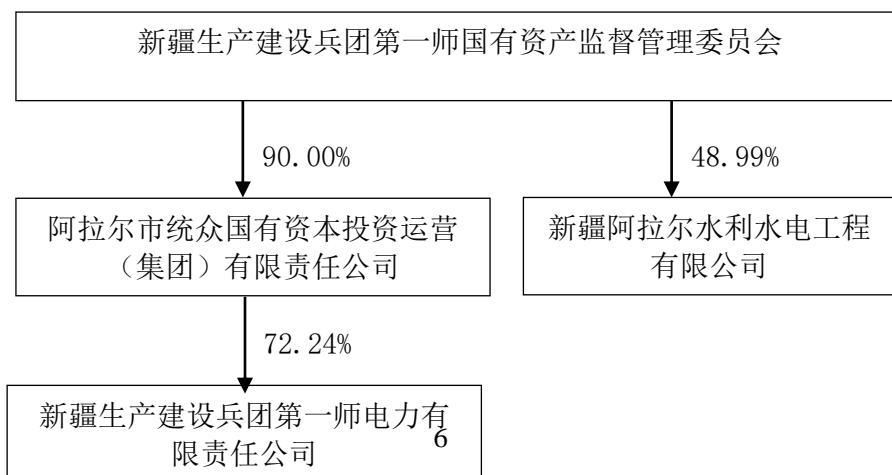 新疆生产建设兵团第一师国有资产监督管理委员会
90.00%
48.99%
阿拉尔市统众国有资本投资运营
（集团）有限责任公司
新疆阿拉尔水利水电工程
有限公司
72.24%
新疆生产建设兵团第一师电力有
限责任公司
6